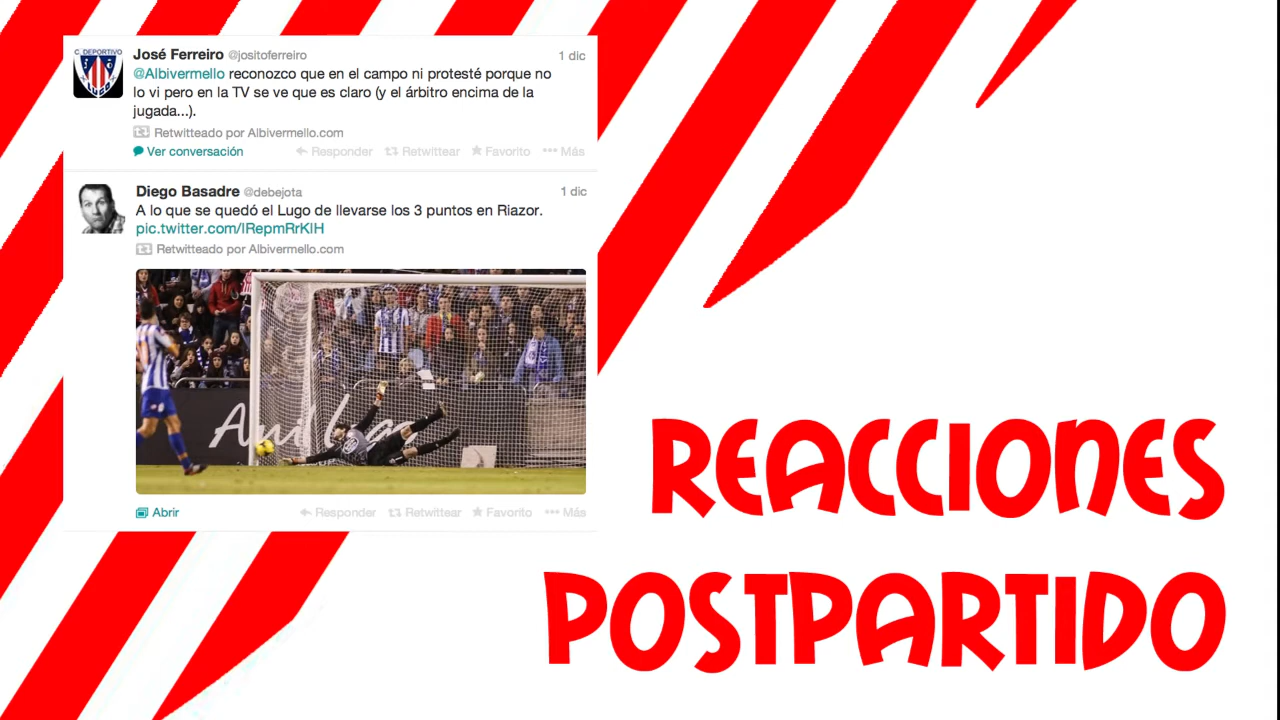 C. DEPORTIVO
LUGO
José Ferreiro @jositoferreiro
1 dic
@Albivermello reconozco que en el campo ni protesté porque no
lo vi pero en la TV se ve que es claro (y el árbitro encima de la
jugada...).
Retwitteado por Albivermello.com
Ver conversación
Responder Retwittear Favorito Más
Diego Basadre @debejota
1 dic
A lo que se quedó el Lugo de llevarse los 3 puntos en Riazor.
pic.twitter.com/lRepmRrKlH
Retwitteado por Albivermello.com
Abrir
Responder Retwittear Favorito Más
REACCIONES
POSTPARTIDO